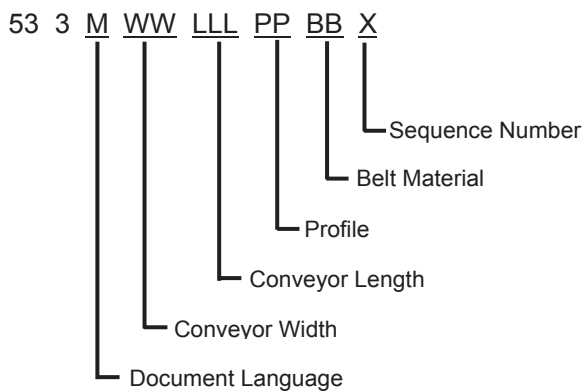 53 3 M WW LLL PP BB X
Sequence Number
Belt Material
Profile
Conveyor Length
Conveyor Width
Document Language